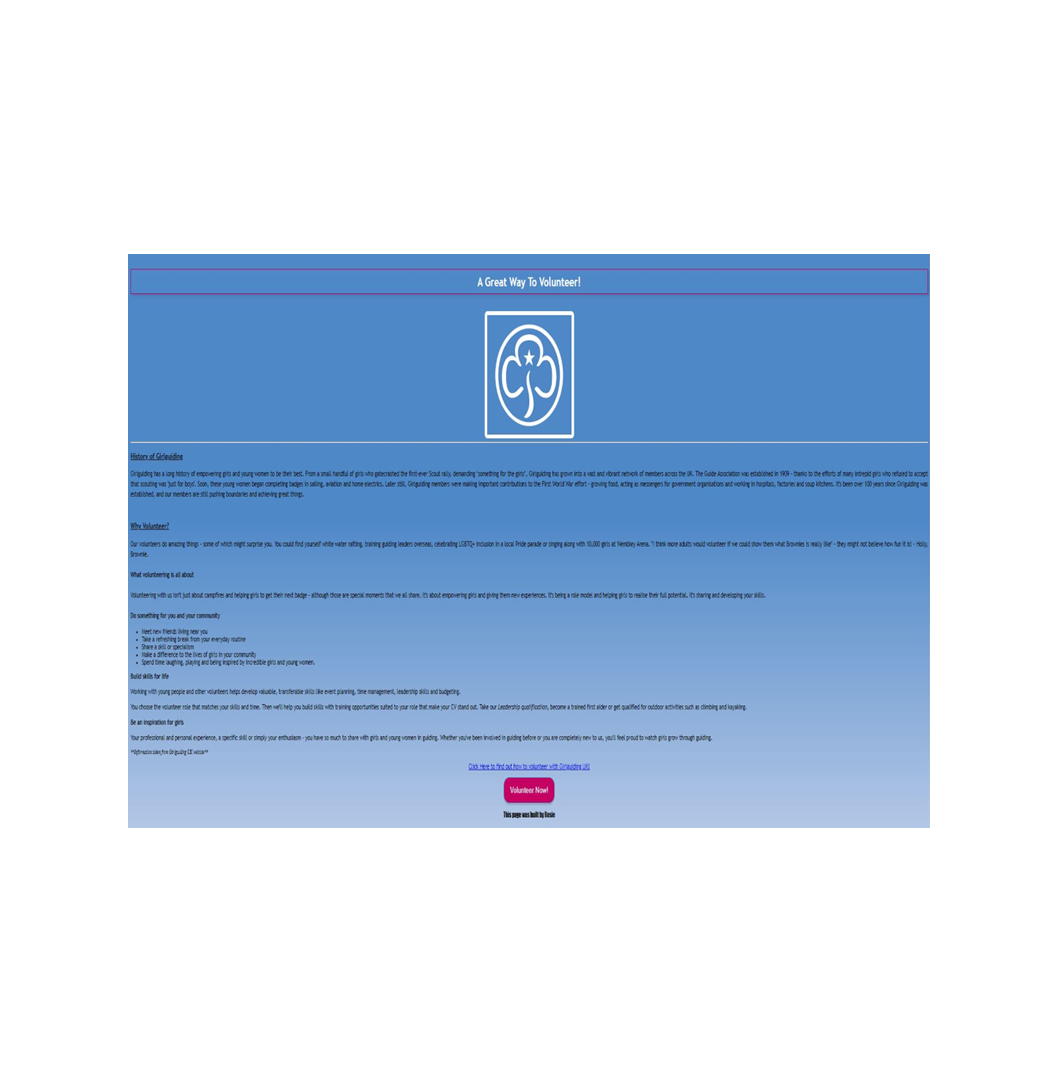 A Great Way To Volunteer!
History of Girlguiding
Girlguiding has a long history of empowering girls and young women to be their best. From a small handful of girls who gatecrashed the first-ever Scout rally, demanding 'something for the girls', Girlguiding has grown into a vast and vibrant network of members across the UK. The Guide Association was established in 1909 - thanks to the efforts of many intrepid girls who refused to accept
that scouting was 'just for boys'. Soon, these young women began completing badges in sailing, aviation and home electrics. Later still, Girlguiding members were making important contributions to the First World War effort - growing food, acting as messengers for government organisations and working in hospitals, factories and soup kitchens. It's been over 100 years since Girlguiding was
established, and our members are still pushing boundaries and achieving great things.
Why Volunteer?
Our volunteers do amazing things - some of which might surprise you. You could find yourself white water rafting, training guiding leaders overseas, celebrating LGBTQ+ inclusion in a local Pride parade or singing along with 10,000 girls at Wembley Arena. 'I think more adults would volunteer if we could show them what Brownies is really like' - they might not believe how fun it is! - Holly,
Brownie.
What volunteering is all about
Volunteering with us isn't just about campfires and helping girls to get their next badge - although those are special moments that we all share. It's about empowering girls and giving them new experiences. It's being a role model and helping girls to realise their full potential. It's sharing and developing your skills.
Do something for you and your community
• Meet new friends living near you
• Take a refreshing break from your everyday routine
• Share a skill or specialism
• Make a difference to the lives of girls in your community
• Spend time laughing, playing and being inspired by incredible girls and young women.
Build skills for life
Working with young people and other volunteers helps develop valuable, transferable skills like event planning, time management, leadership skills and budgeting.
You choose the volunteer role that matches your skills and time. Then we'll help you build skills with training opportunities suited to your role that make your CV stand out. Take our Leadership qualification, become a trained first aider or get qualified for outdoor activities such as climbing and kayaking.
Be an inspiration for girls
Your professional and personal experience, a specific skill or simply your enthusiasm - you have so much to share with girls and young women in guiding. Whether you've been involved in guiding before or you are completely new to us, you'll feel proud to watch girls grow through guiding.
**Information taken from Girlguiding UK website**
Click Here to find out how to volunteer with Girlguiding UK!
Volunteer Now!
This page was built by Rosie